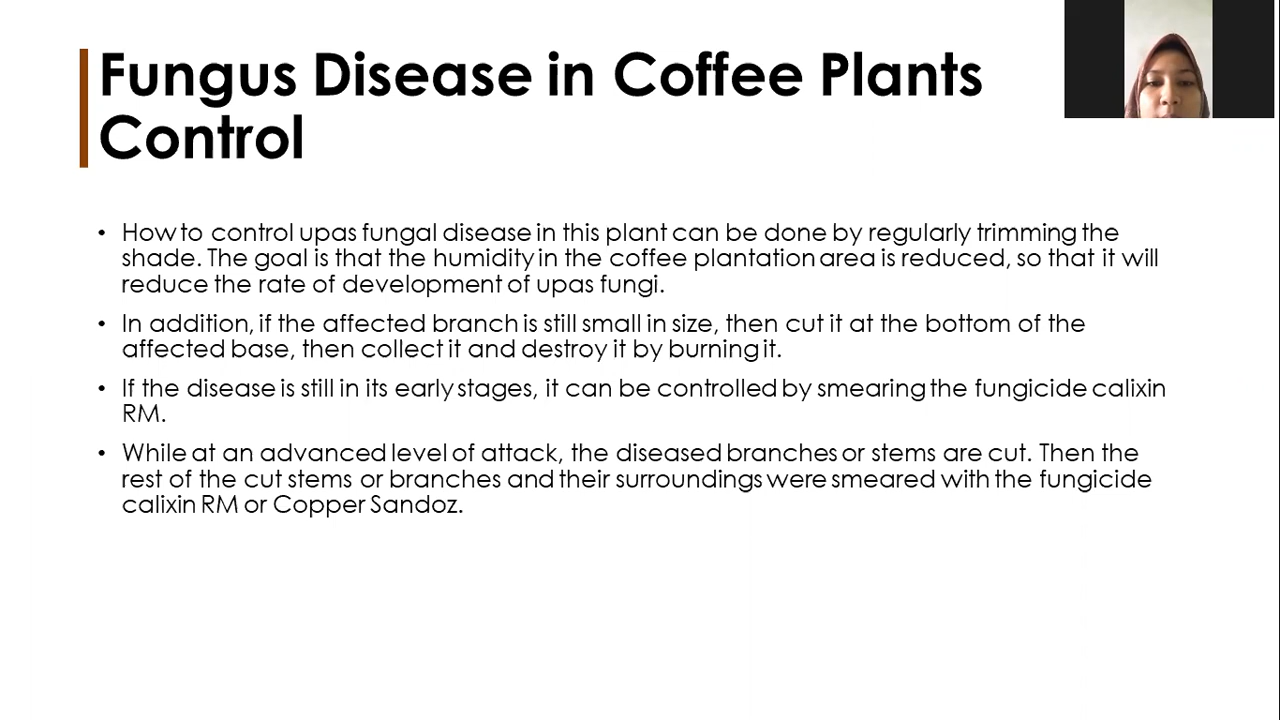 Fungus Disease in Coffee Plants
Control
• How to control upas fungal disease in this plant can be done by regularly trimming the
shade. The goal is that the humidity in the coffee plantation area is reduced, so that it will
reduce the rate of development of upas fungi.
• In addition, if the affected branch is still small in size, then cut it at the bottom of the
affected base, then collect it and destroy it by burning it.
• If the disease is still in its early stages, it can be controlled by smearing the fungicide calixin
RM.
• While at an advanced level of attack, the diseased branches or stems are cut. Then the
rest of the cut stems or branches and their surroundings were smeared with the fungicide
calixin RM or Copper Sandoz.